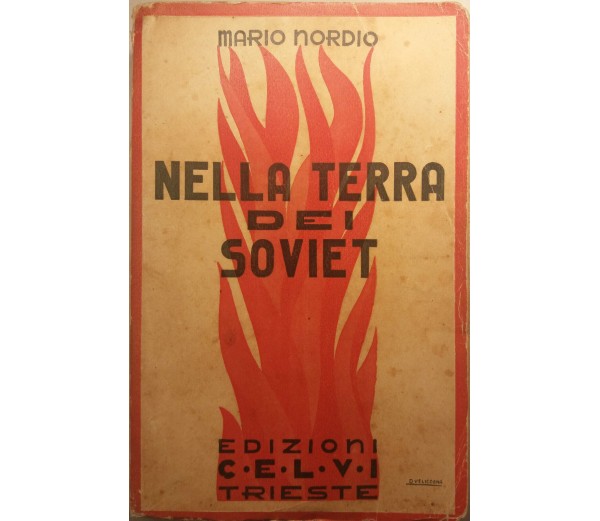 MARIO NORDIO
NELLA TERRA
DEI
SOVIET
EDIZIONI
C·E·L·V·I
TRIESTE